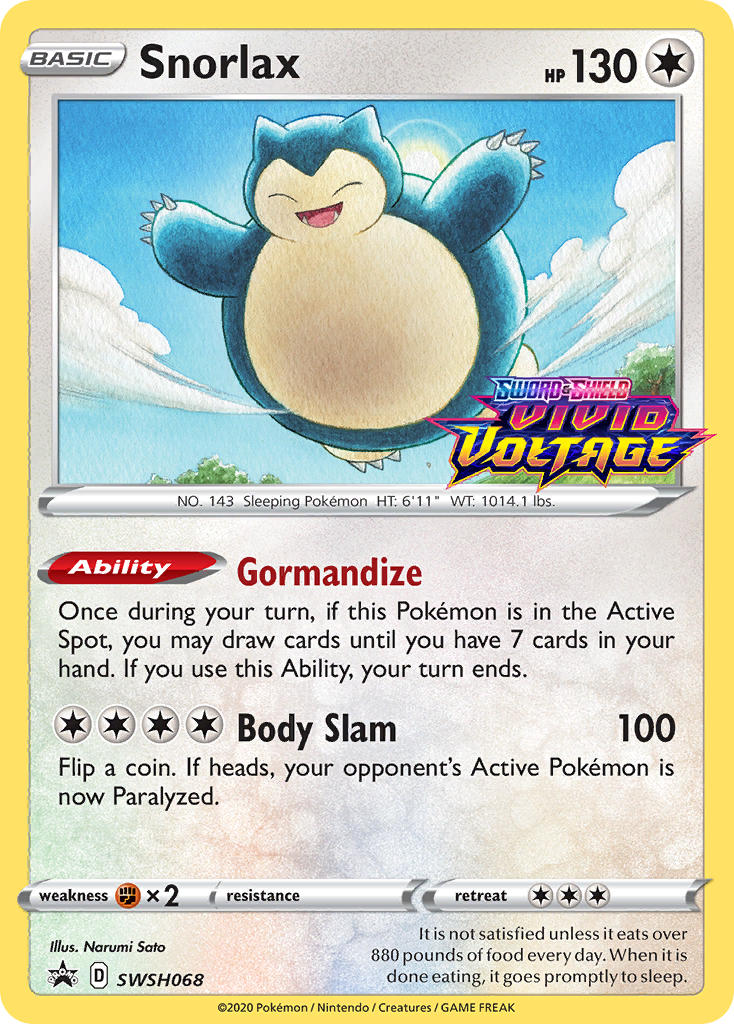 BASIC Snorlax HP 130
SWORD & SHIELD
VIVID
VOLTAGE
NO. 143 Sleeping Pokémon HT: 6'11" WT: 1014.1 lbs.
Ability Gormandize
Once during your turn, if this Pokémon is in the Active
Spot, you may draw cards until you have 7 cards in your
hand. If you use this Ability, your turn ends.
Body Slam 100
Flip a coin. If heads, your opponent's Active Pokémon is
now Paralyzed.
weakness ×2 resistance retreat
Illus. Narumi Sato
D SWSH068
It is not satisfied unless it eats over
880 pounds of food every day. When it is
done eating, it goes promptly to sleep.
©2020 Pokémon / Nintendo / Creatures / GAME FREAK